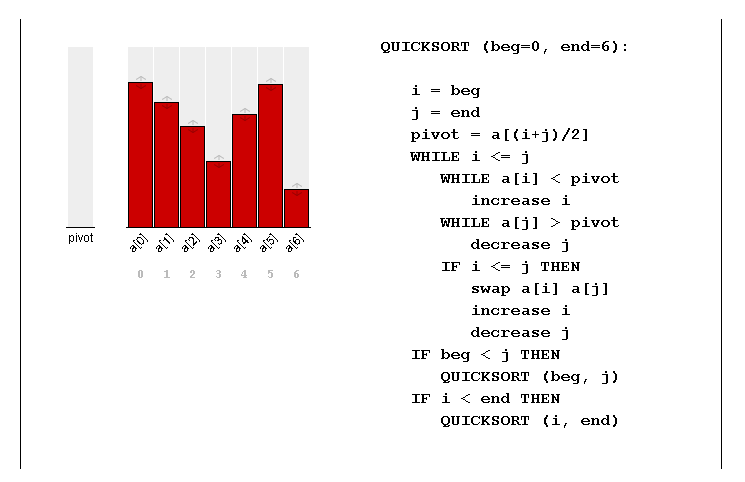 QUICKSORT (beg=0, end=6):
i = beg
j = end
pivot = a[(i+j)/2]
WHILE i <= j
WHILE a[i] < pivot
increase i
WHILE a[j] > pivot
decrease j
IF i <= j THEN
swap a[i] a[j]
increase i
decrease j
IF beg < j THEN
QUICKSORT (beg, j)
IF i < end THEN
QUICKSORT (i, end)
pivot a[0] a[1] a[2] a[3] a[4] a[5] a[6]
0 1 2 3 4 5 6